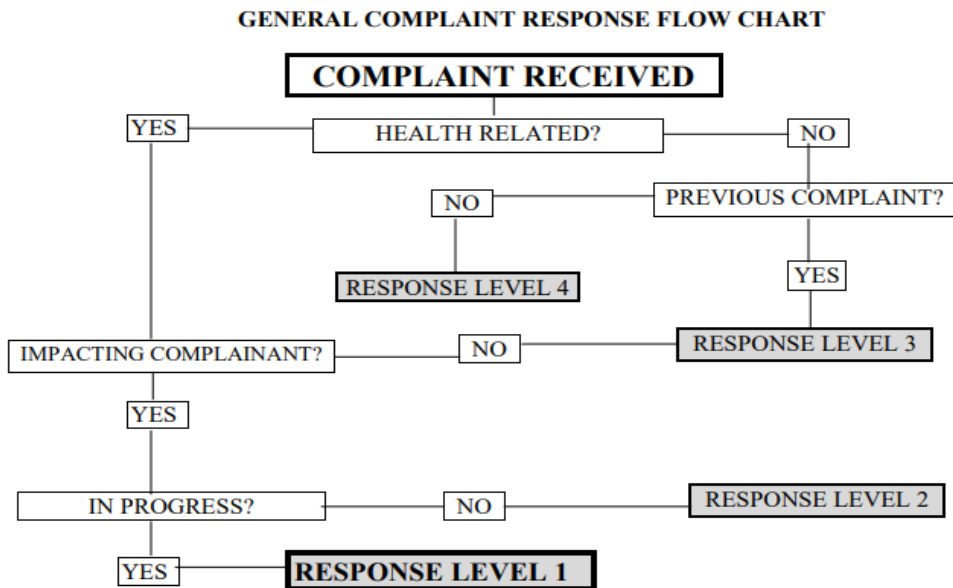 GENERAL COMPLAINT RESPONSE FLOW CHART
COMPLAINT RECEIVED
YES
HEALTH RELATED?
NO
NO
PREVIOUS COMPLAINT?
RESPONSE LEVEL 4
YES
IMPACTING COMPLAINANT?
NO
RESPONSE LEVEL 3
YES
IN PROGRESS?
NO
RESPONSE LEVEL 2
YES
RESPONSE LEVEL 1